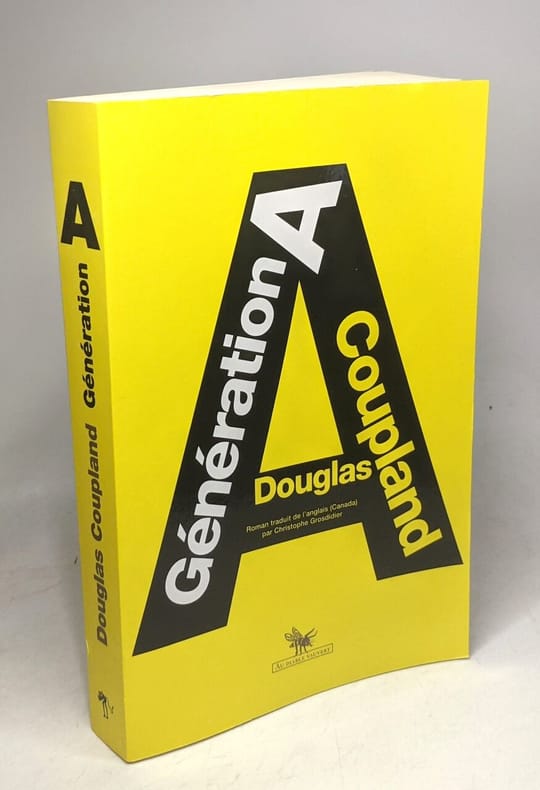 A
Génération
Douglas Coupland
Génération A
Douglas
Coupland
Roman traduit de l'anglais (Canada)
par Christophe Grosdidier
AU DIABLE VAUVERT